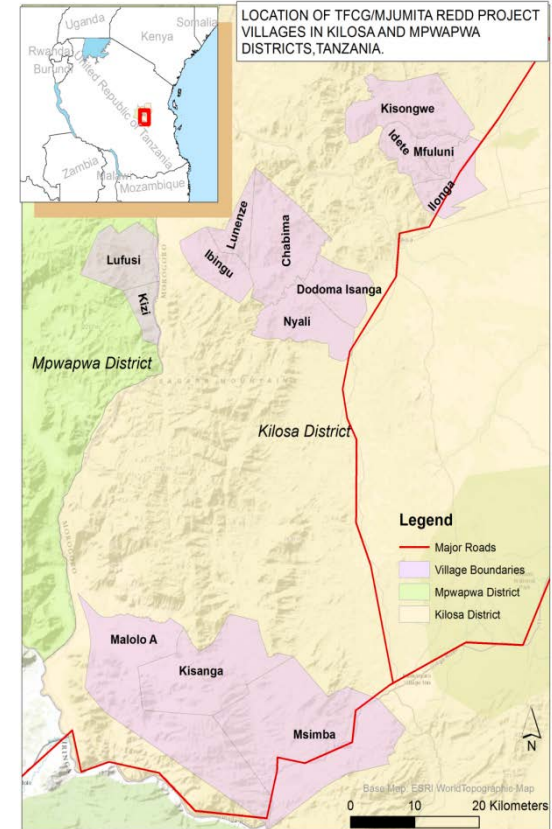 LOCATION OF TFCG/MJUMITA REDD PROJECT
VILLAGES IN KILOSA AND MPWAPWA
DISTRICTS,TANZANIA.
Uganda
Kenya
Somalia
Rwanda
Burundi
United Republic of Tanzania
Zambia
Malawi
Mozambique
Kisongwe
Idete
Mfuluni
Ilonga
Lunenze
Chabima
Ibingu
Lufusi
Kizi
Dodoma Isanga
Nyali
MOROGORO
Mpwapwa District
Kilosa District
MOROGORO
Legend
Major Roads
Village Boundaries
Mpwapwa District
Kilosa District
Malolo A
Kisanga
Msimba
IRINGA
N
Base Map: ESRI WorldTopographic Map
0 10 20 Kilometers